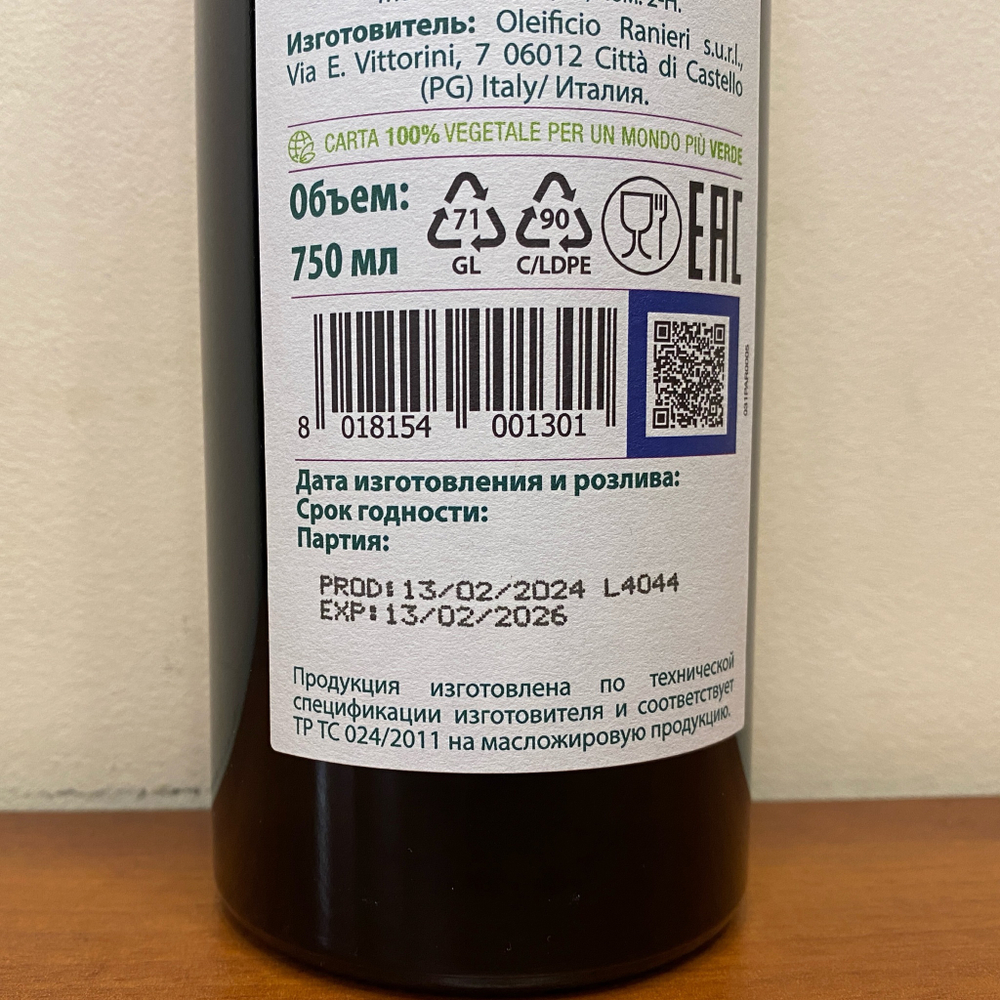 Изготовитель: Oleificio Ranieri s.u.r.l.,
Via E. Vittorini, 7 06012 Città di Castello
(PG) Italy/ Италия.
CARTA 100% VEGETALE PER UN MONDO PIÙ VERDE
Объем:
750 мл
71
GL
90
C/LDPE
EAC
8 018154 001301
Дата изготовления и розлива:
Срок годности:
Партия:
PROD:13/02/2024 L4044
EXP:13/02/2026
Продукция изготовлена по технической
спецификации изготовителя и соответствует
ТР ТС 024/2011 на масложировую продукцию.